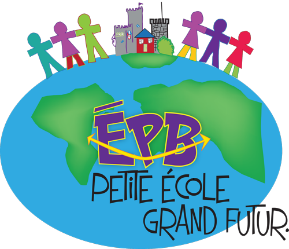 ÉPB
PETITE ÉCOLE
GRAND FUTUR.